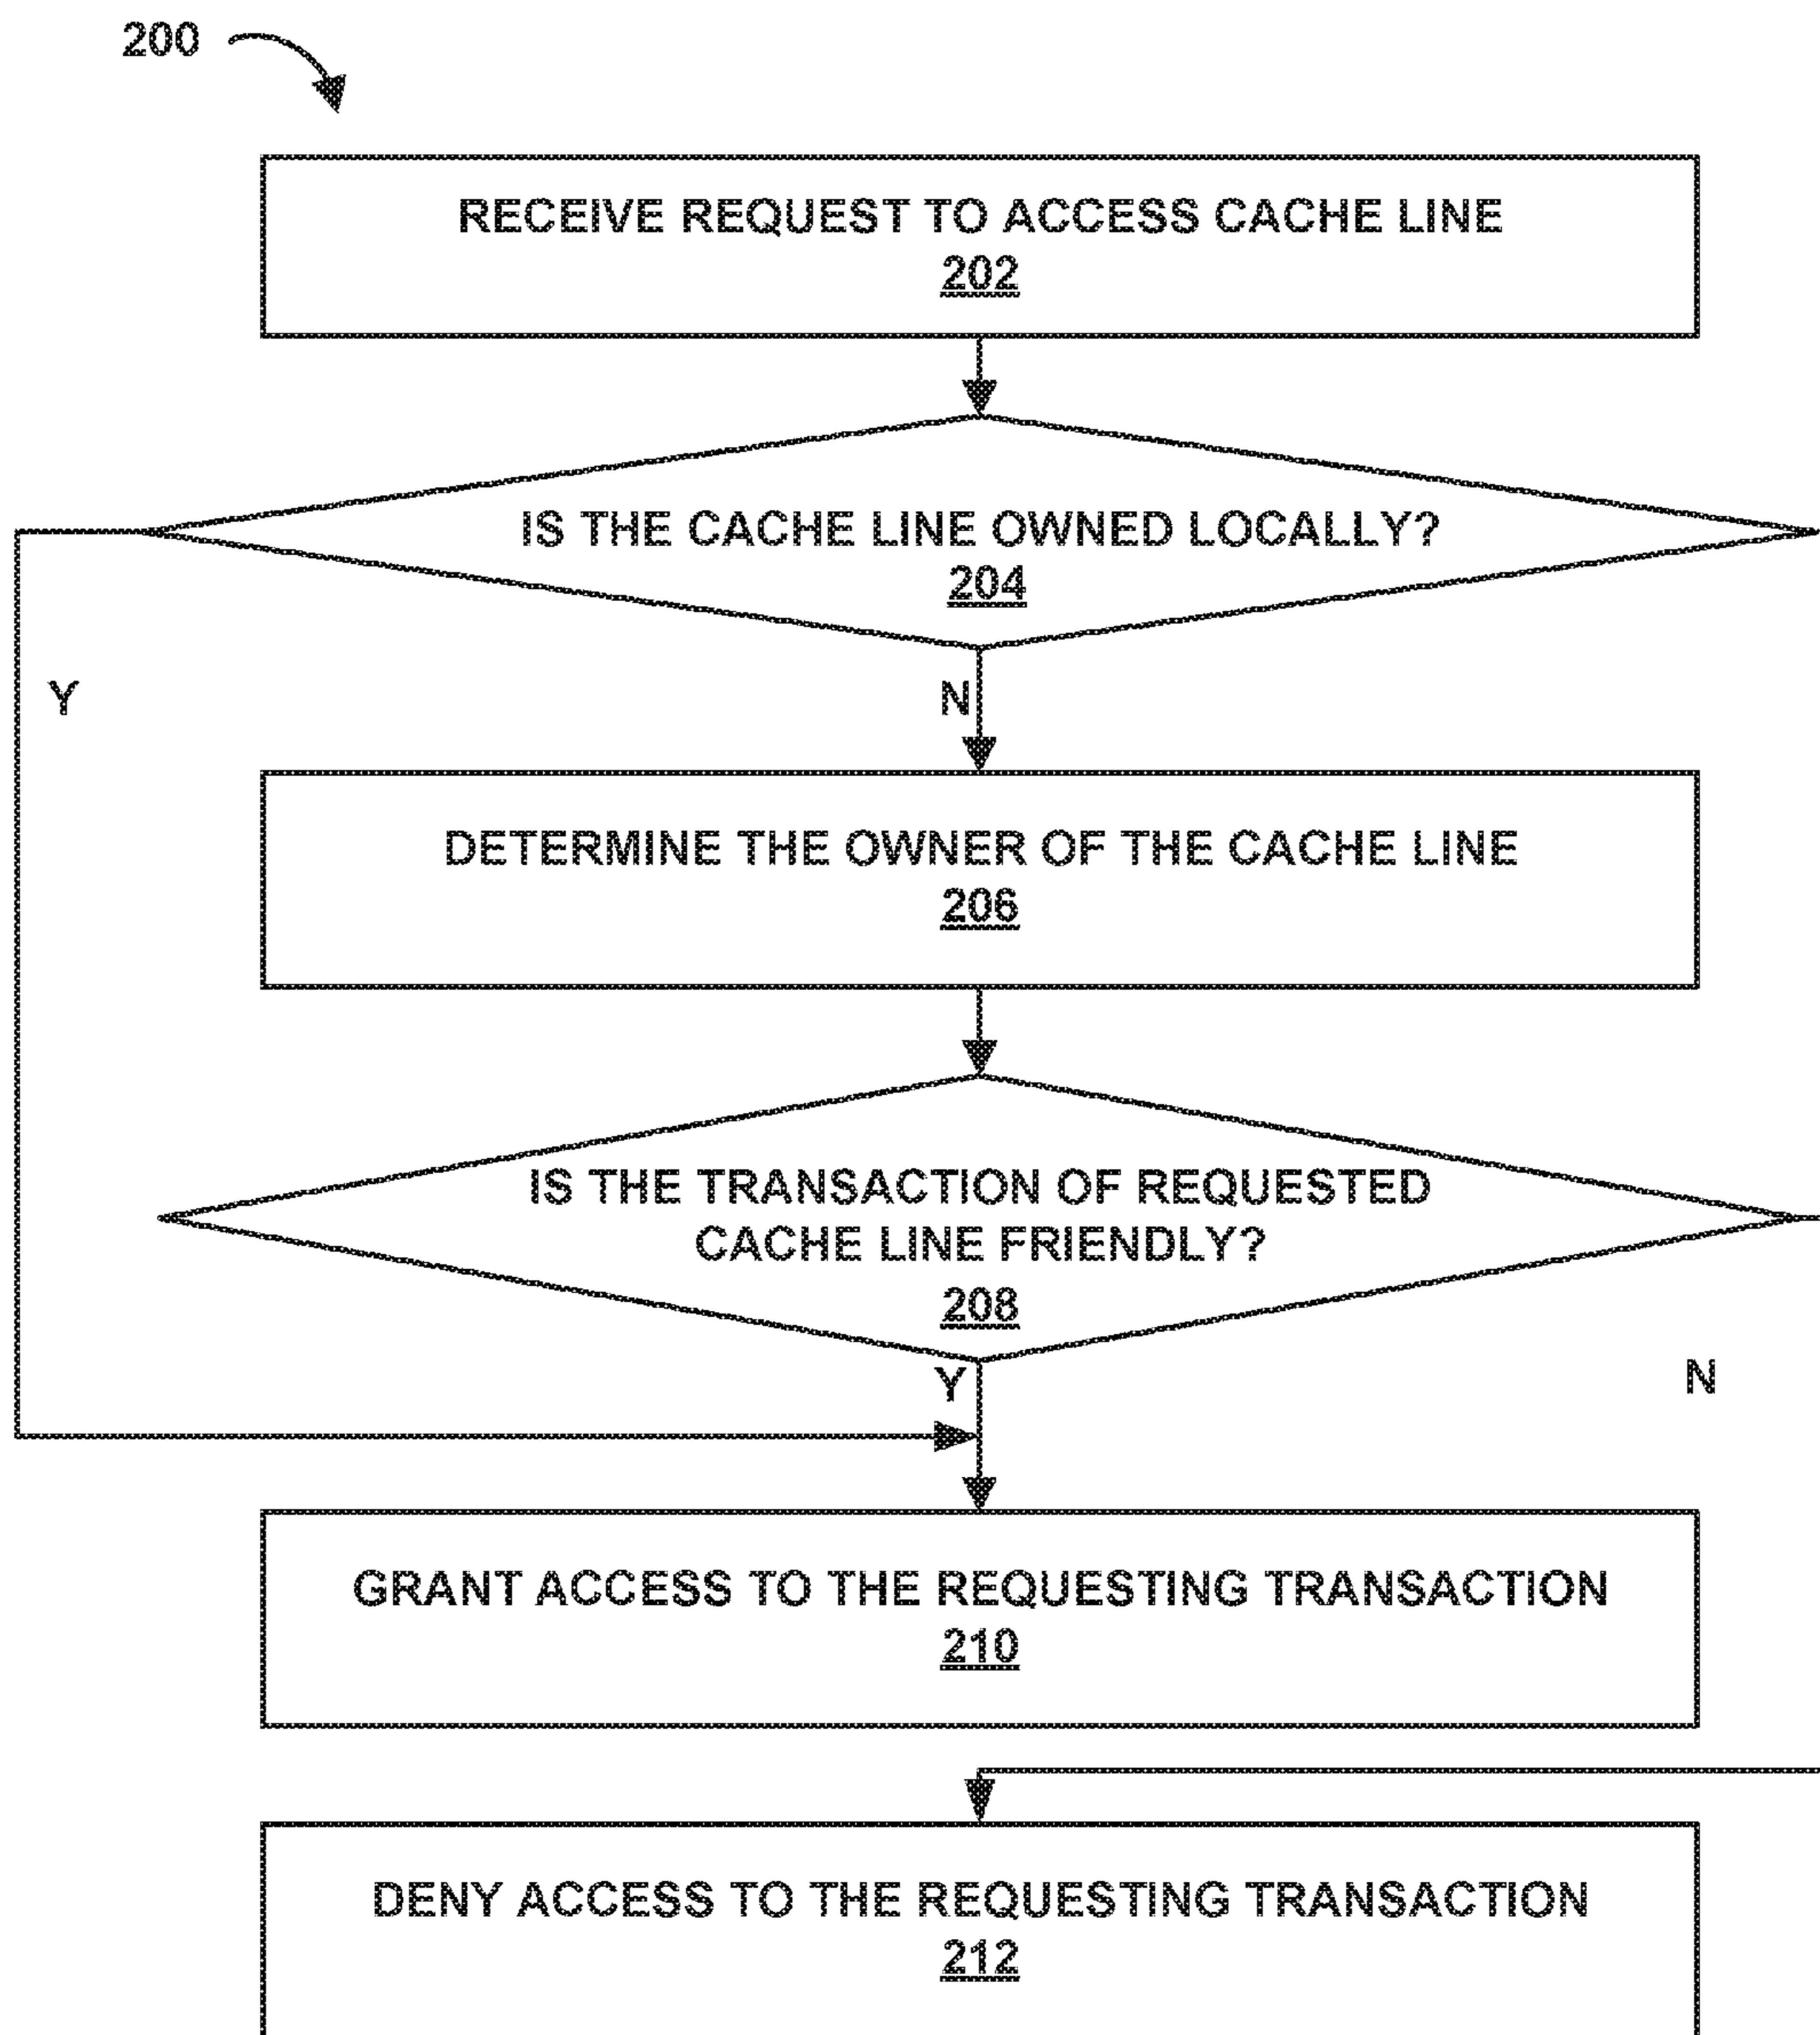 200
RECEIVE REQUEST TO ACCESS CACHE LINE
202
IS THE CACHE LINE OWNED LOCALLY?
204
Y
N
DETERMINE THE OWNER OF THE CACHE LINE
206
IS THE TRANSACTION OF REQUESTED
CACHE LINE FRIENDLY?
208
Y
N
GRANT ACCESS TO THE REQUESTING TRANSACTION
210
DENY ACCESS TO THE REQUESTING TRANSACTION
212